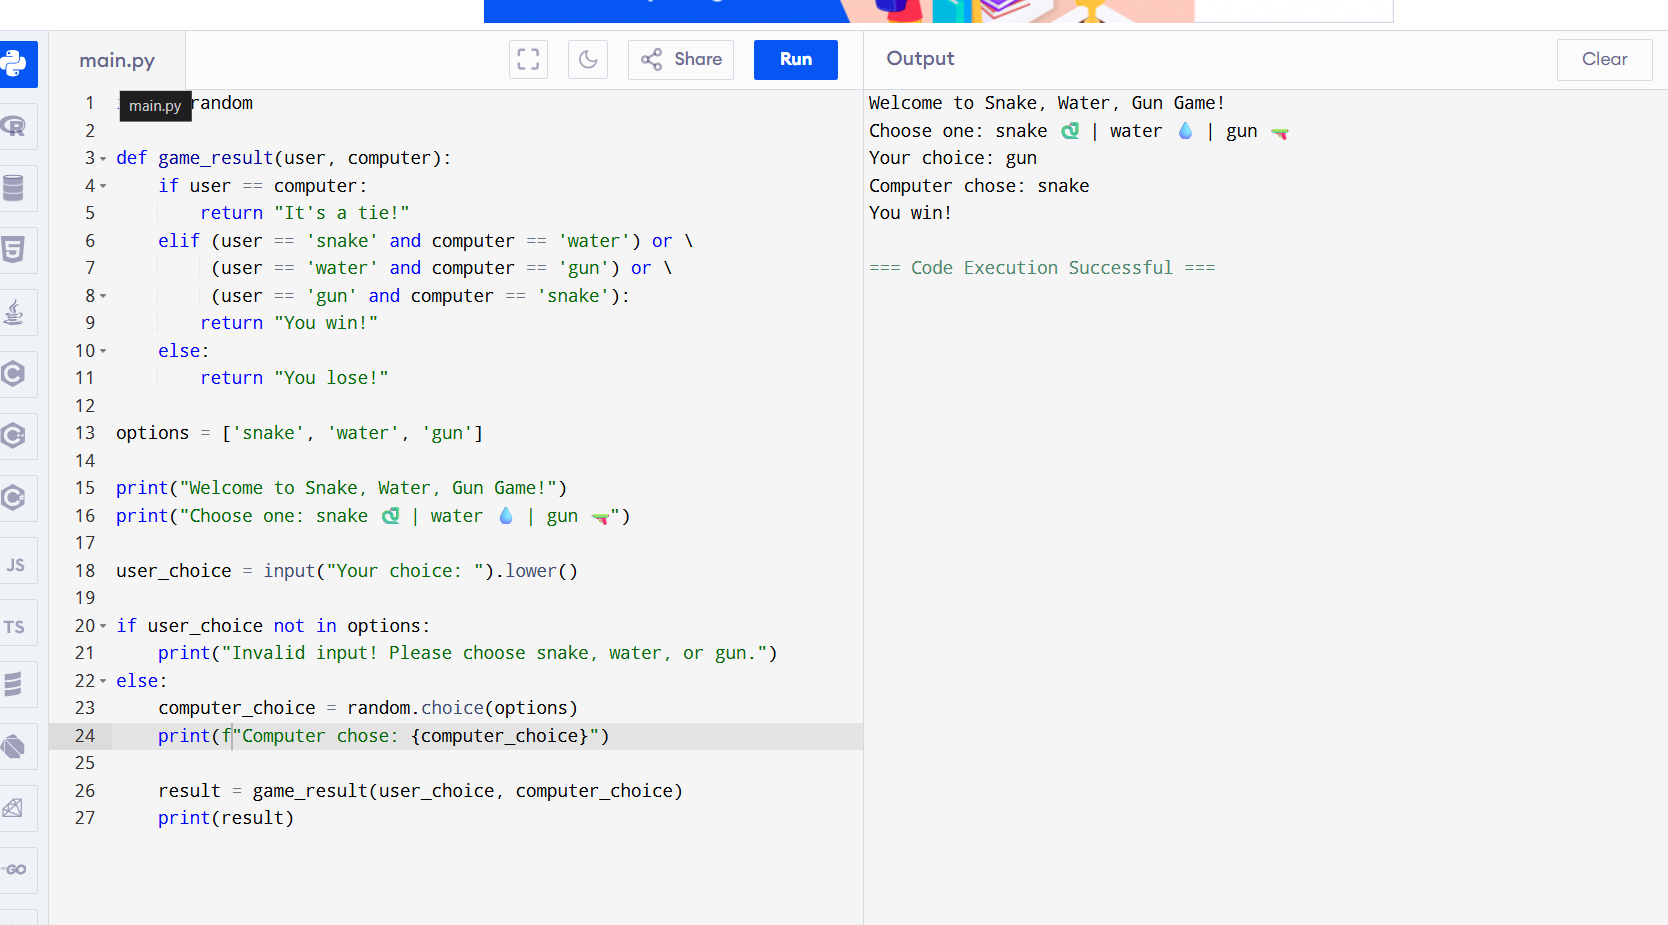 main.py
Share
Run
Output
Clear
main.py
1 random
2
3 def game_result(user, computer):
4     if user == computer:
5         return "It's a tie!"
6     elif (user == 'snake' and computer == 'water') or \
7          (user == 'water' and computer == 'gun') or \
8          (user == 'gun' and computer == 'snake'):
9         return "You win!"
10     else:
11         return "You lose!"
12
13 options = ['snake', 'water', 'gun']
14
15 print("Welcome to Snake, Water, Gun Game!")
16 print("Choose one: snake 🐍 | water 💧 | gun 🔫")
17
18 user_choice = input("Your choice: ").lower()
19
20 if user_choice not in options:
21     print("Invalid input! Please choose snake, water, or gun.")
22 else:
23     computer_choice = random.choice(options)
24     print(f"Computer chose: {computer_choice}")
25
26     result = game_result(user_choice, computer_choice)
27     print(result)
Welcome to Snake, Water, Gun Game!
Choose one: snake 🐍 | water 💧 | gun 🔫
Your choice: gun
Computer chose: snake
You win!
=== Code Execution Successful ===
R
5
C
C+
C#
JS
TS
GO